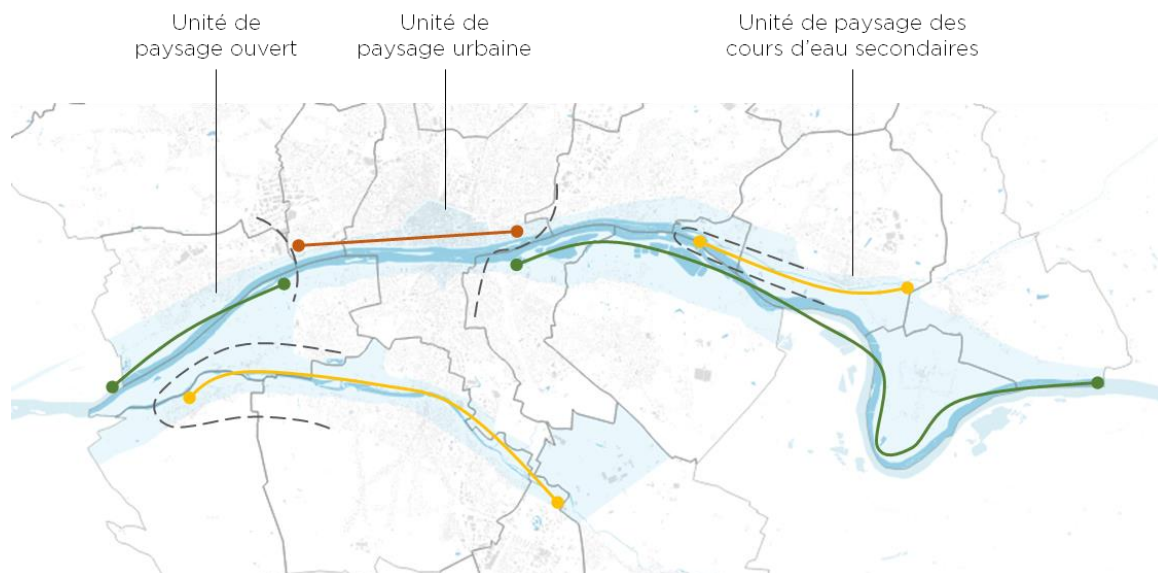 Unité de
paysage ouvert
Unité de
paysage urbaine
Unité de paysage des
cours d'eau secondaires